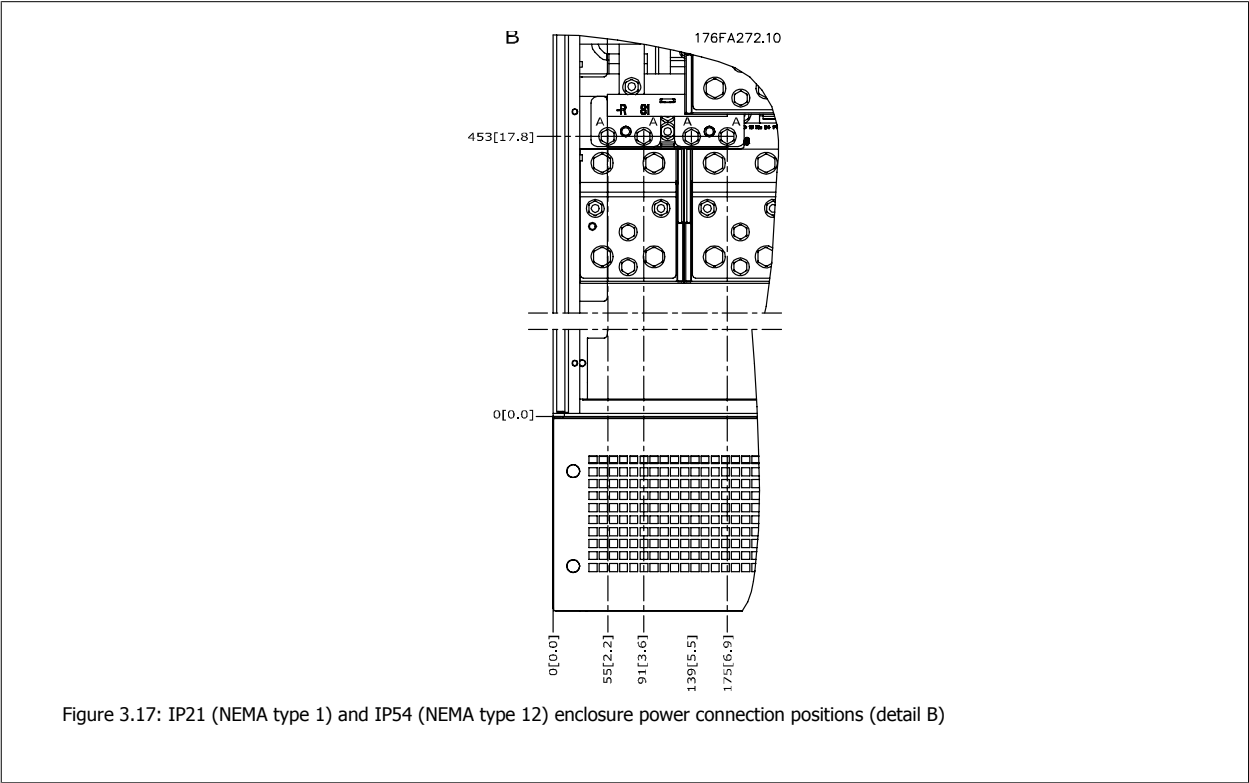 B
176FA272.10
-R 81
A A A A
453[17.8]
0[0.0]
0[0.0]
55[2.2]
91[3.6]
139[5.5]
175[6.9]
Figure 3.17: IP21 (NEMA type 1) and IP54 (NEMA type 12) enclosure power connection positions (detail B)